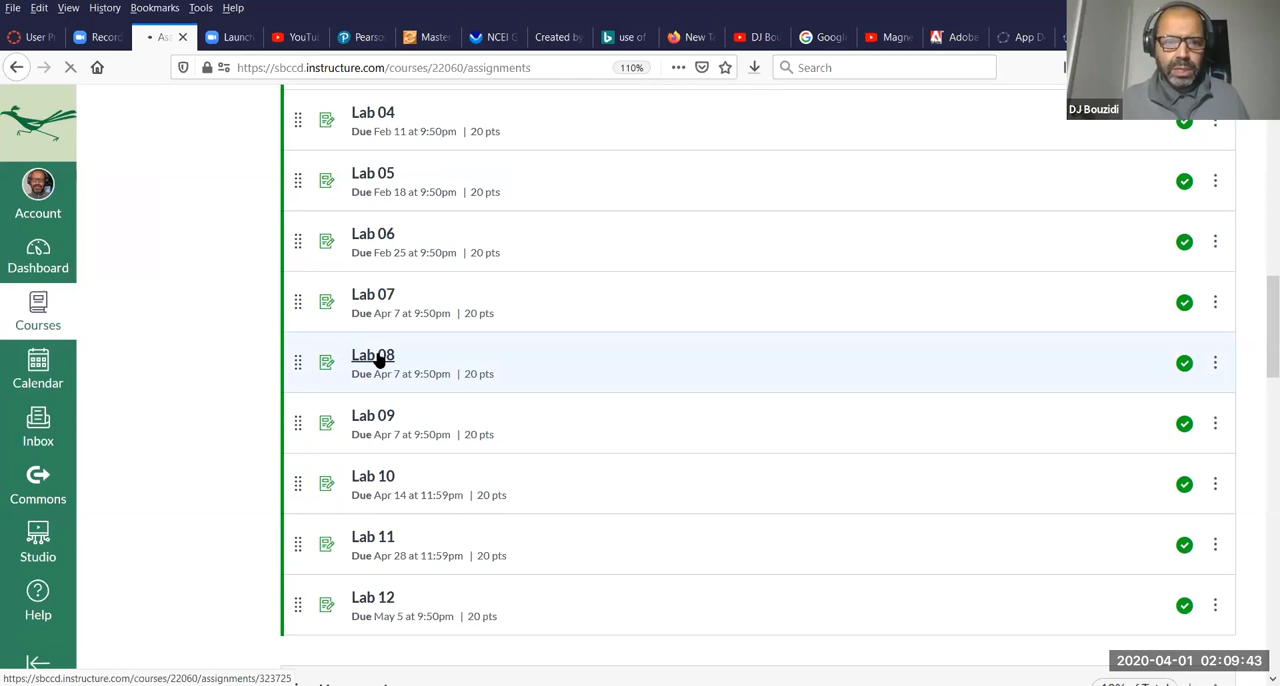 File Edit View History Bookmarks Tools Help
User P Record As Launch YouTu Pearso Master NCEI G Created by use of New T DJ Bou Googl Magne Adobe App D
https://sbccd.instructure.com/courses/22060/assignments 110% Search
DJ Bouzidi
Lab 04
Due Feb 11 at 9:50pm | 20 pts
Lab 05
Due Feb 18 at 9:50pm | 20 pts
Lab 06
Due Feb 25 at 9:50pm | 20 pts
Lab 07
Due Apr 7 at 9:50pm | 20 pts
Lab 08
Due Apr 7 at 9:50pm | 20 pts
Lab 09
Due Apr 7 at 9:50pm | 20 pts
Lab 10
Due Apr 14 at 11:59pm | 20 pts
Lab 11
Due Apr 28 at 11:59pm | 20 pts
Lab 12
Due May 5 at 9:50pm | 20 pts
Account
Dashboard
Courses
Calendar
Inbox
Commons
Studio
Help
2020-04-01 02:09:43
https://sbccd.instructure.com/courses/22060/assignments/323725